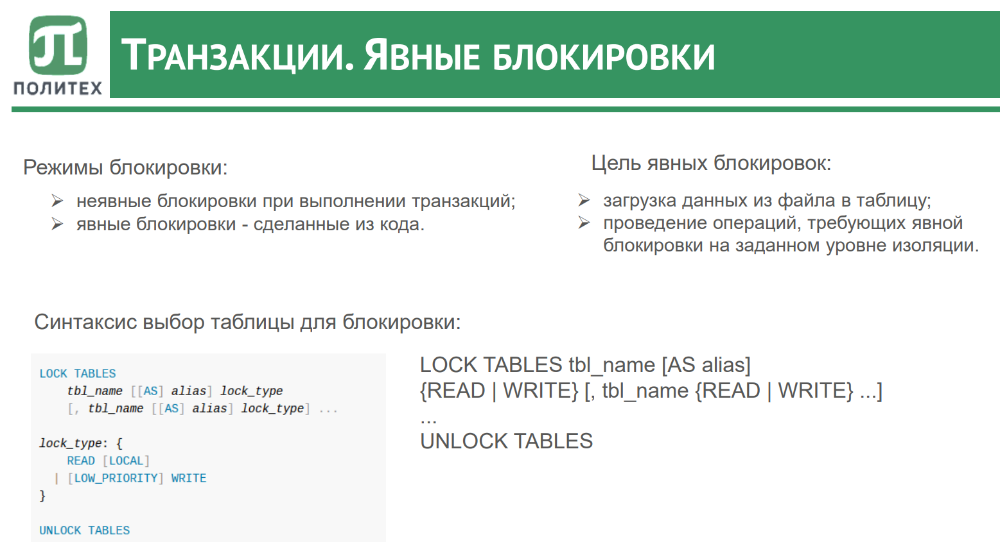 ПОЛИТЕХ
Транзакции. Явные блокировки
Режимы блокировки:
неявные блокировки при выполнении транзакций;
явные блокировки - сделанные из кода.
Цель явных блокировок:
загрузка данных из файла в таблицу;
проведение операций, требующих явной
блокировки на заданном уровне изоляции.
Синтаксис выбор таблицы для блокировки:
LOCK TABLES
tbl_name [[AS] alias] lock_type
[, tbl_name [[AS] alias] lock_type] ...
lock_type: {
READ [LOCAL]
| [LOW_PRIORITY] WRITE
}
UNLOCK TABLES
LOCK TABLES tbl_name [AS alias]
{READ | WRITE} [, tbl_name {READ | WRITE} ...]
...
UNLOCK TABLES